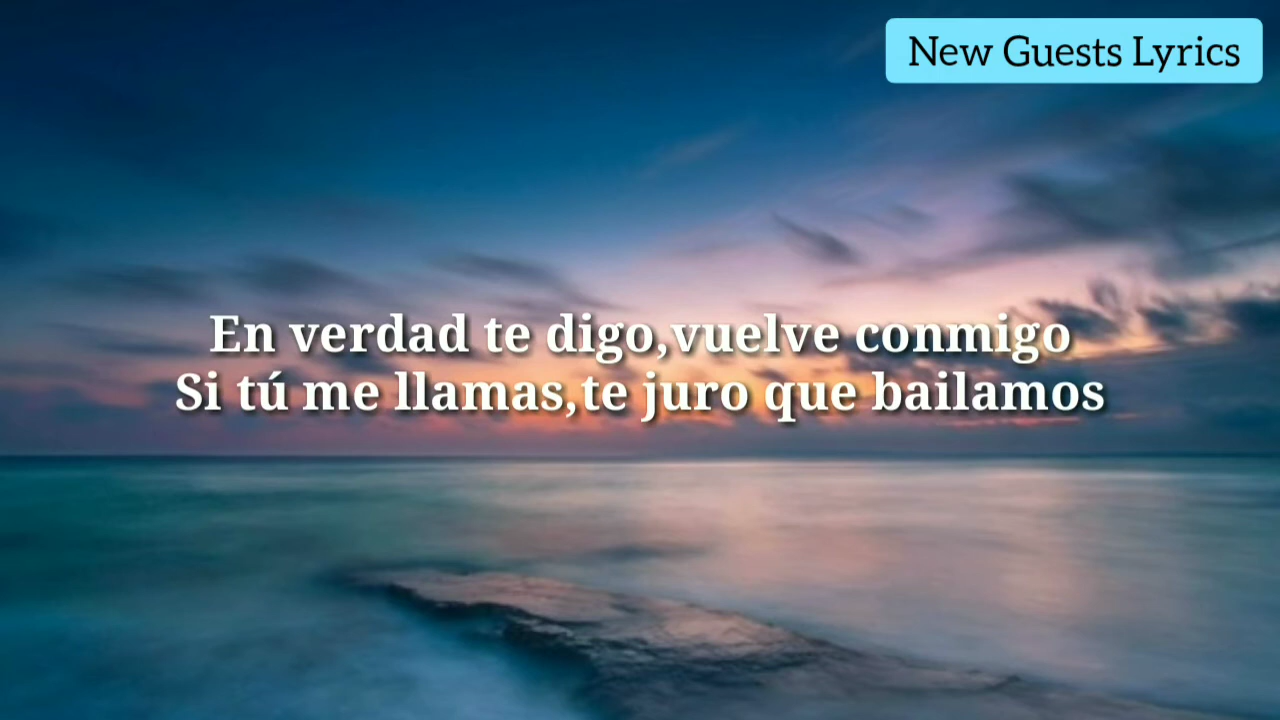 New Guests Lyrics
En verdad te digo,vuelve conmigo
Si tú me llamas,te juro que bailamos